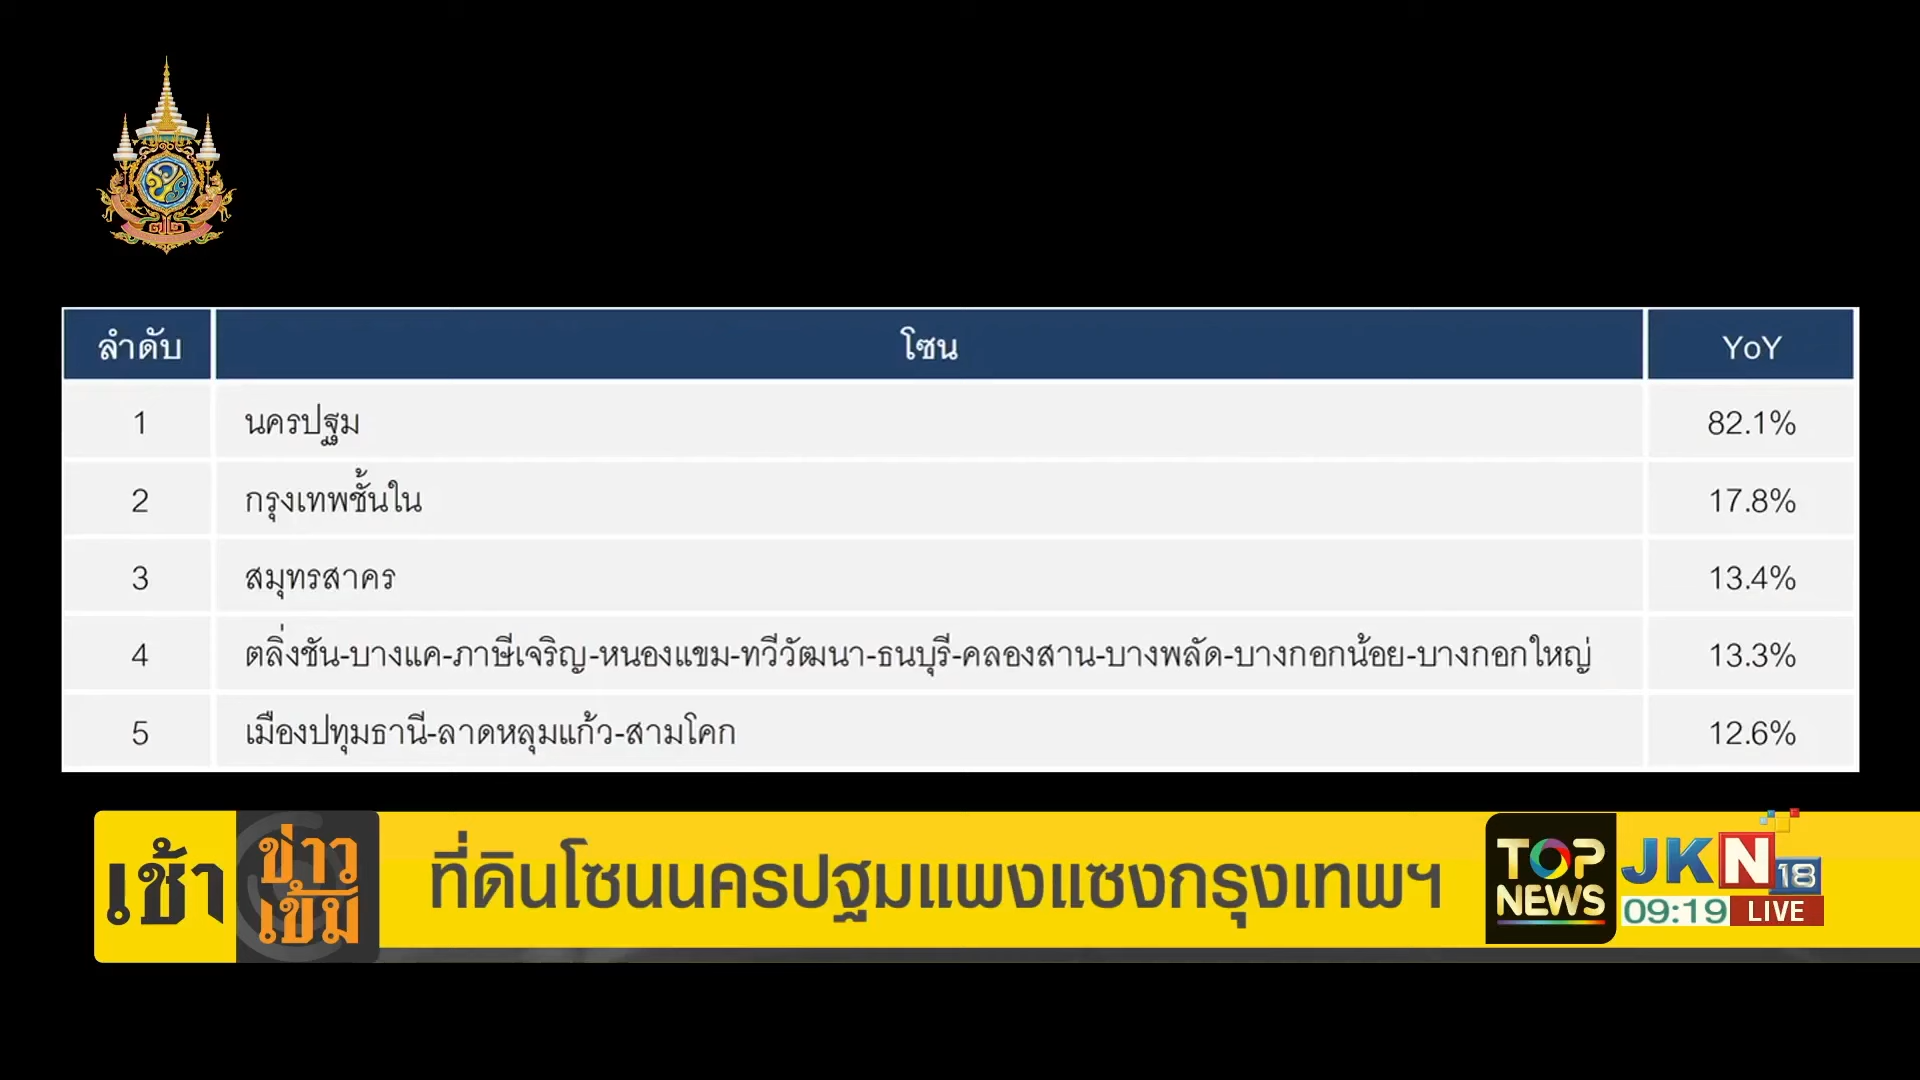 ๗๒
ลำดับ โซน YoY
1 นครปฐม 82.1%
2 กรุงเทพชั้นใน 17.8%
3 สมุทรสาคร 13.4%
4 ตลิ่งชัน-บางแค-ภาษีเจริญ-หนองแขม-ทวีวัฒนา-ธนบุรี-คลองสาน-บางพลัด-บางกอกน้อย-บางกอกใหญ่ 13.3%
5 เมืองปทุมธานี-ลาดหลุมแก้ว-สามโคก 12.6%
เช้า
ข่าว
เข้ม
ที่ดินโซนนครปฐมแพงแซงกรุงเทพฯ
TOP
NEWS
JKN18
09:19 LIVE